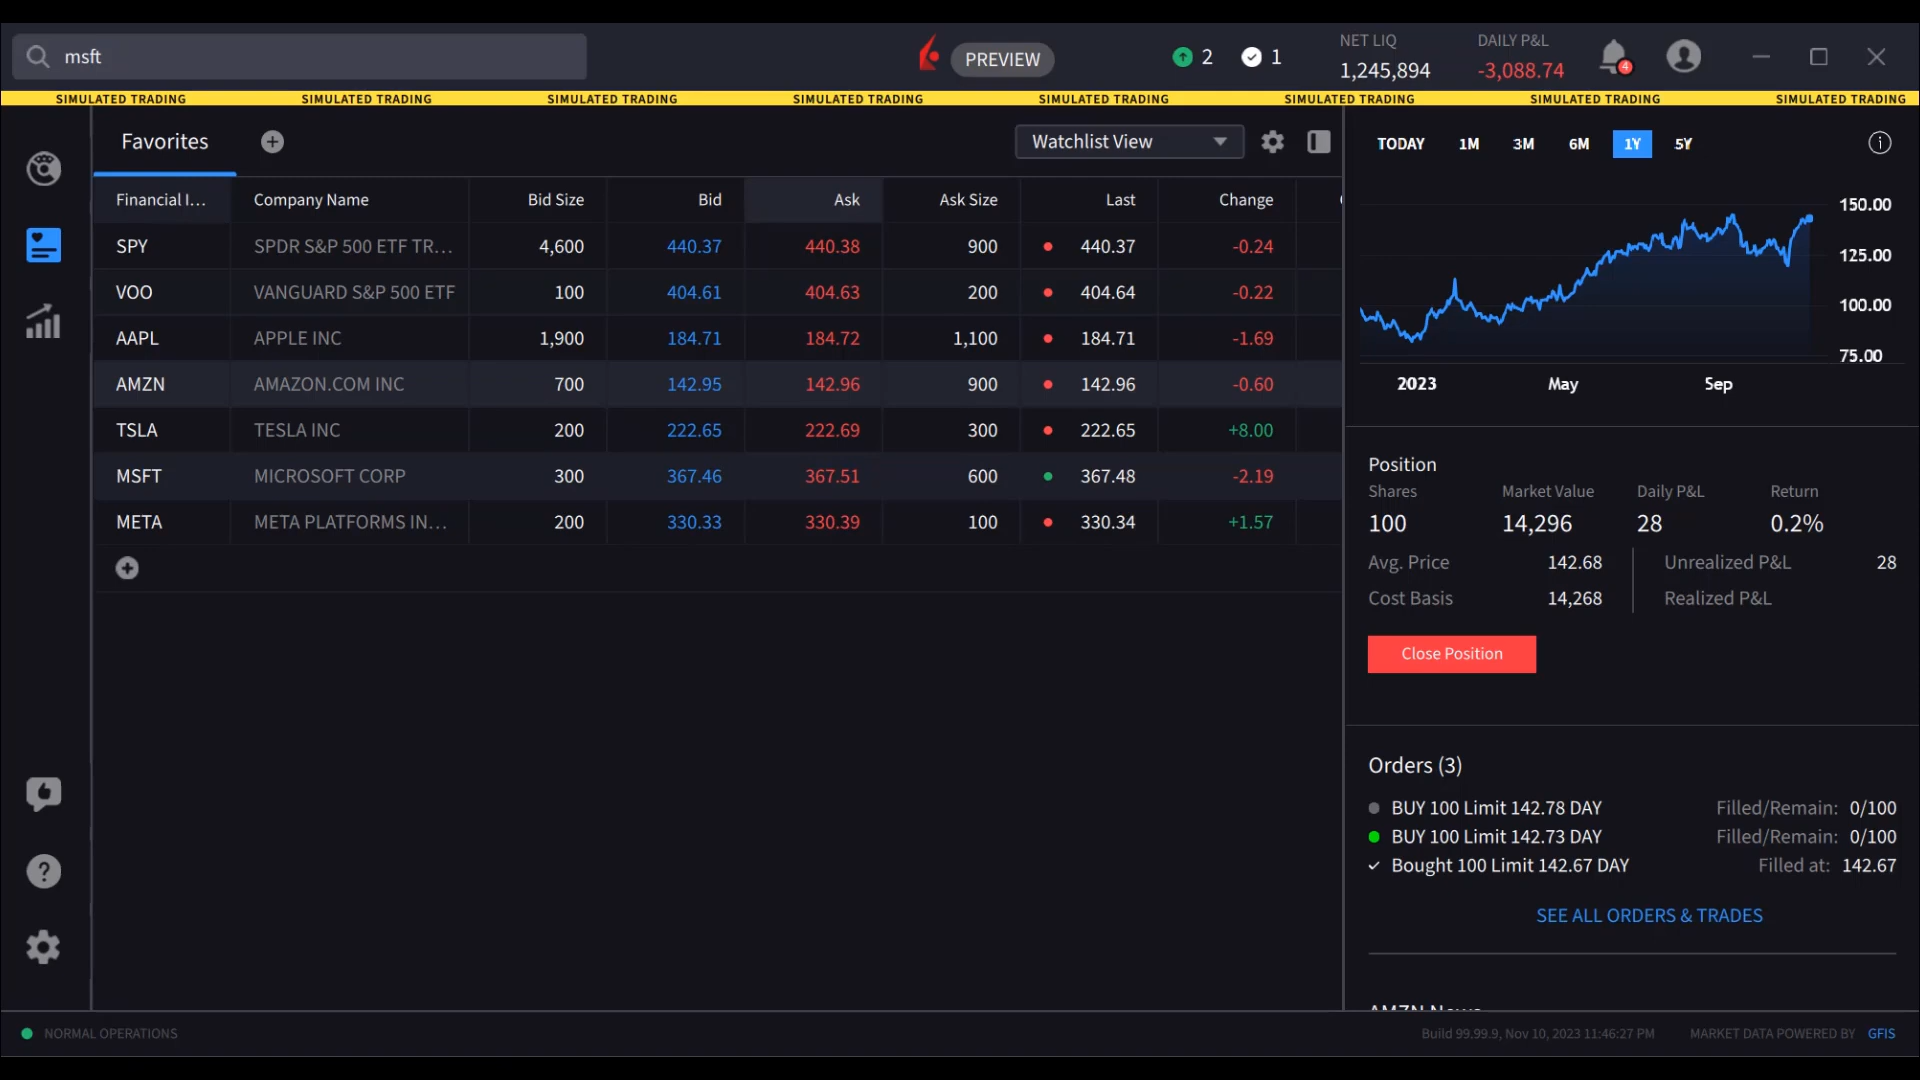 msft
PREVIEW
2
1
NET LIQ
1,245,894
DAILY P&L
-3,088.74
4
SIMULATED TRADING SIMULATED TRADING SIMULATED TRADING SIMULATED TRADING SIMULATED TRADING SIMULATED TRADING SIMULATED TRADING SIMULATED TRADING
Favorites
Watchlist View
Financial I... Company Name Bid Size Bid Ask Ask Size Last Change
SPY SPDR S&P 500 ETF TR... 4,600 440.37 440.38 900 440.37 -0.24
VOO VANGUARD S&P 500 ETF 100 404.61 404.63 200 404.64 -0.22
AAPL APPLE INC 1,900 184.71 184.72 1,100 184.71 -1.69
AMZN AMAZON.COM INC 700 142.95 142.96 900 142.96 -0.60
TSLA TESLA INC 200 222.65 222.69 300 222.65 +8.00
MSFT MICROSOFT CORP 300 367.46 367.51 600 367.48 -2.19
META META PLATFORMS IN... 200 330.33 330.39 100 330.34 +1.57
TODAY 1M 3M 6M 1Y 5Y
150.00
125.00
100.00
75.00
2023 May Sep
Position
Shares Market Value Daily P&L Return
100 14,296 28 0.2%
Avg. Price 142.68 Unrealized P&L 28
Cost Basis 14,268 Realized P&L
Close Position
Orders (3)
BUY 100 Limit 142.78 DAY Filled/Remain: 0/100
BUY 100 Limit 142.73 DAY Filled/Remain: 0/100
Bought 100 Limit 142.67 DAY Filled at: 142.67
SEE ALL ORDERS & TRADES
AMZN News
NORMAL OPERATIONS
Build 99.99.9, Nov 10, 2023 11:46:27 PM MARKET DATA POWERED BY GFIS